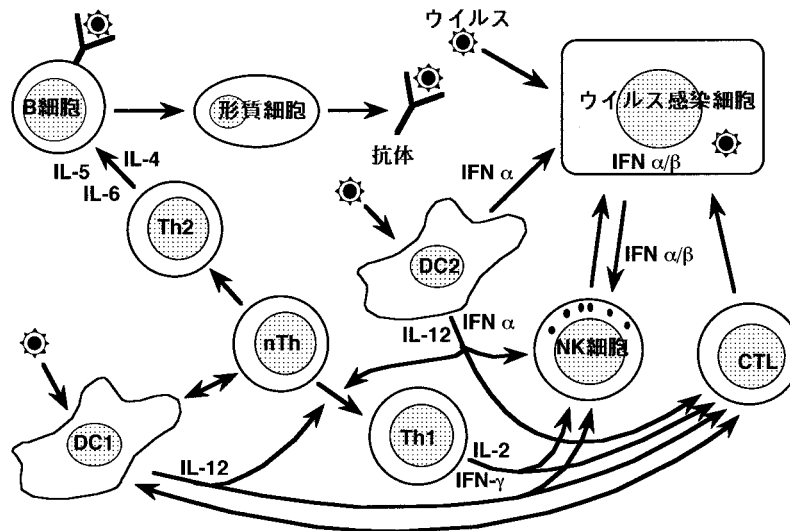 ウイルス
B細胞
形質細胞
ウイルス感染細胞
抗体
IFN α/β
IL-5
IL-4
IL-6
IFN α
Th2
DC2
IFN α/β
nTh
IL-12
IFN α
NK細胞
CTL
DC1
Th1
IL-12
IL-2
IFN-γ